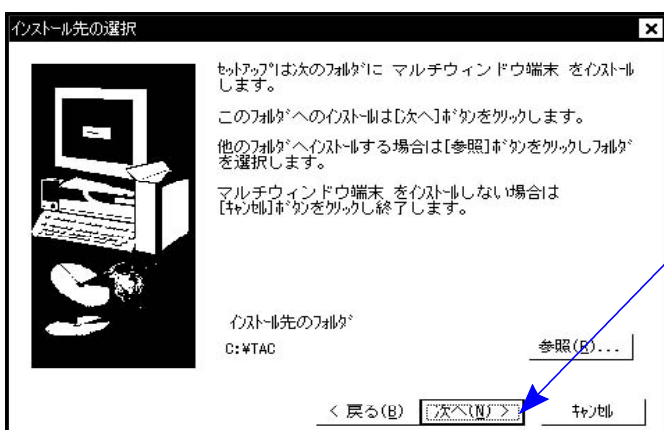 インストール先の選択
ｾｯﾄｱｯﾌﾟは次のﾌｫﾙﾀﾞに マルチウィンドウ端末 をｲﾝｽﾄｰﾙ
します。
このﾌｫﾙﾀﾞへのｲﾝｽﾄｰﾙは[次へ]ﾎﾞﾀﾝをｸﾘｯｸします。
他のﾌｫﾙﾀﾞへｲﾝｽﾄｰﾙする場合は[参照]ﾎﾞﾀﾝをｸﾘｯｸしﾌｫﾙﾀﾞ
を選択します。
マルチウィンドウ端末 をｲﾝｽﾄｰﾙしない場合は
[ｷｬﾝｾﾙ]ﾎﾞﾀﾝをｸﾘｯｸし終了します。
ｲﾝｽﾄｰﾙ先のﾌｫﾙﾀﾞ
C:¥TAC
参照(R)...
< 戻る(B) 次へ(N) > ｷｬﾝｾﾙ